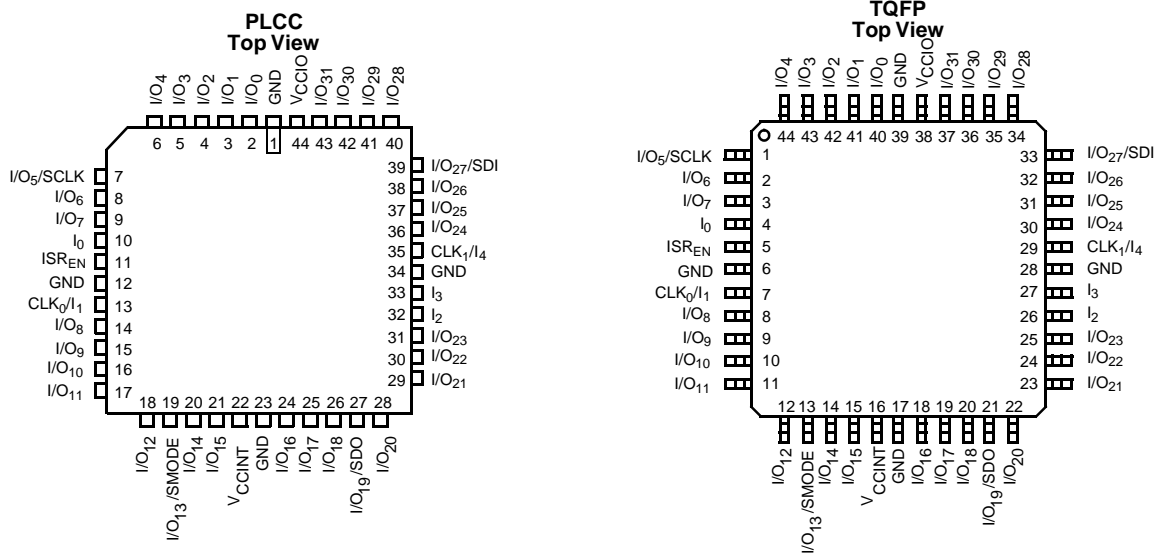 PLCC
Top View
I/O4 I/O3 I/O2 I/O1 I/O0 GND VCCIO I/O31 I/O30 I/O29 I/O28
6 5 4 3 2 1 44 43 42 41 40
I/O5/SCLK 7
I/O6 8
I/O7 9
I0 10
ISREN 11
GND 12
CLK0/I1 13
I/O8 14
I/O9 15
I/O10 16
I/O11 17
39 I/O27/SDI
38 I/O26
37 I/O25
36 I/O24
35 CLK1/I4
34 GND
33 I3
32 I2
31 I/O23
30 I/O22
29 I/O21
18 19 20 21 22 23 24 25 26 27 28
I/O12 I/O13/SMODE I/O14 I/O15 VCCINT GND I/O16 I/O17 I/O18 I/O19/SDO I/O20
TQFP
Top View
I/O4 I/O3 I/O2 I/O1 I/O0 GND VCCIO I/O31 I/O30 I/O29 I/O28
44 43 42 41 40 39 38 37 36 35 34
I/O5/SCLK 1
I/O6 2
I/O7 3
I0 4
ISREN 5
GND 6
CLK0/I1 7
I/O8 8
I/O9 9
I/O10 10
I/O11 11
33 I/O27/SDI
32 I/O26
31 I/O25
30 I/O24
29 CLK1/I4
28 GND
27 I3
26 I2
25 I/O23
24 I/O22
23 I/O21
12 13 14 15 16 17 18 19 20 21 22
I/O12 I/O13/SMODE I/O14 I/O15 VCCINT GND I/O16 I/O17 I/O18 I/O19/SDO I/O20